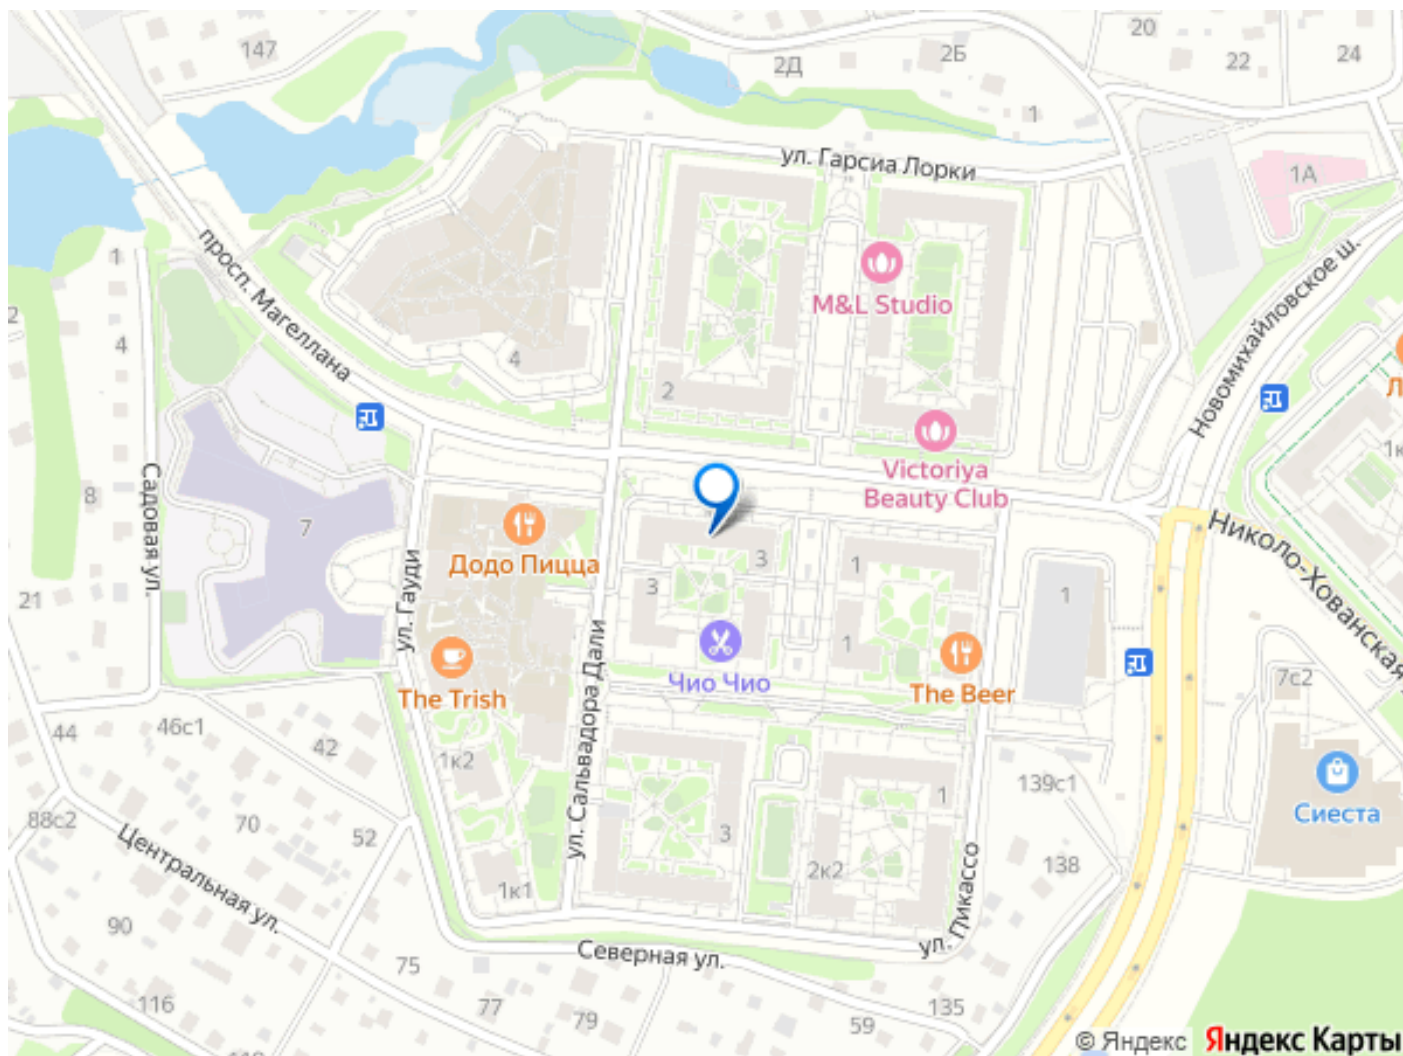 147
2Д
2Б
20
22
24
1
ул. Гарсиа Лорки
1А
просп. Магеллана
M&L Studio
Новомихайловское ш.
1
2
4
4
2
Victoriya
Beauty Club
Л
1к
Садовая ул.
8
7
21
Додо Пицца
ул. Гауди
3
3
1
1
1
Николо-Хованская
Чио Чио
The Beer
The Trish
ул. Сальвадора Дали
7с2
44
46с1
42
1к2
139с1
Сиеста
88с2
70
52
3
1
2к2
138
Центральная ул.
90
1к1
ул. Пикассо
Северная ул.
75
77
79
116
135
59
© Яндекс Яндекс Карты